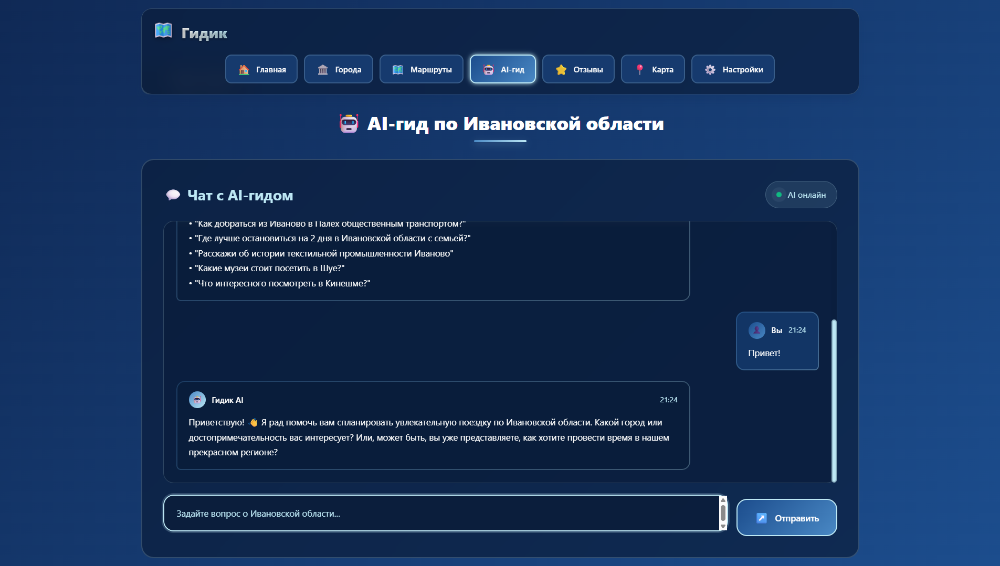 Гидик
Главная
Города
Маршруты
AI-гид
Отзывы
Карта
Настройки
AI-гид по Ивановской области
Чат с AI-гидом
AI онлайн
• "Как добраться из Иваново в Палех общественным транспортом?"
• "Где лучше остановиться на 2 дня в Ивановской области с семьей?"
• "Расскажи об истории текстильной промышленности Иваново"
• "Какие музеи стоит посетить в Шуе?"
• "Что интересного посмотреть в Кинешме?"
Вы 21:24
Привет!
Гидик AI 21:24
Приветствую! 👋 Я рад помочь вам спланировать увлекательную поездку по Ивановской области. Какой город или
достопримечательность вас интересует? Или, может быть, вы уже представляете, как хотите провести время в нашем
прекрасном регионе?
Задайте вопрос о Ивановской области...
Отправить